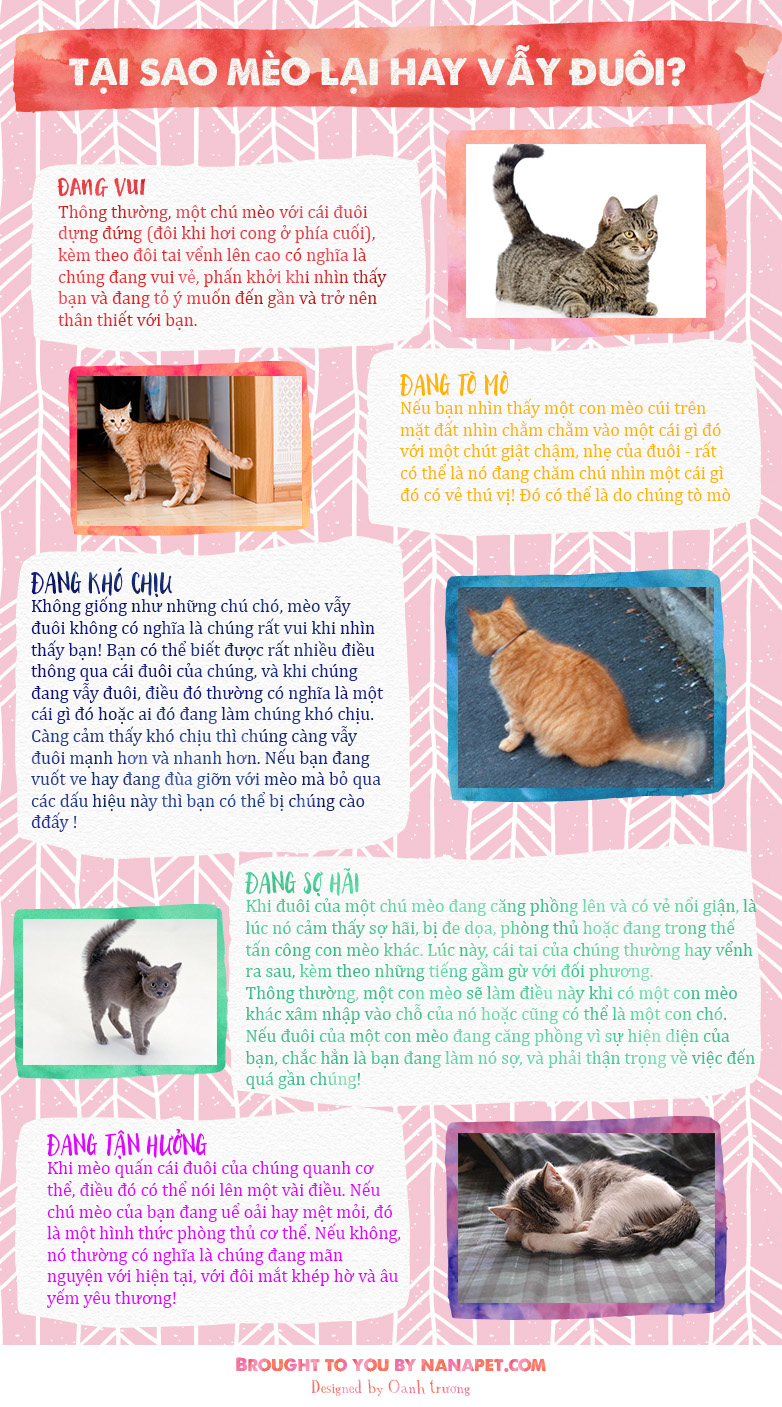 TẠI SAO MÈO LẠI HAY VẪY ĐUÔI?
ĐANG VUI
Thông thường, một chú mèo với cái đuôi
dựng đứng (đôi khi hơi cong ở phía cuối),
kèm theo đôi tai vểnh lên cao có nghĩa là
chúng đang vui vẻ, phấn khởi khi nhìn thấy
bạn và đang tỏ ý muốn đến gần và trở nên
thân thiết với bạn.
ĐANG TÒ MÒ
Nếu bạn nhìn thấy một con mèo cúi trên
mặt đất nhìn chằm chằm vào một cái gì đó
với một chút giật chậm, nhẹ của đuôi - rất
có thể là nó đang chăm chú nhìn một cái gì
đó có vẻ thú vị! Đó có thể là do chúng tò mò
ĐANG KHÓ CHỊU
Không giống như những chú chó, mèo vẫy
đuôi không có nghĩa là chúng rất vui khi nhìn
thấy bạn! Bạn có thể biết được rất nhiều điều
thông qua cái đuôi của chúng, và khi chúng
đang vẫy đuôi, điều đó thường có nghĩa là một
cái gì đó hoặc ai đó đang làm chúng khó chịu.
Càng cảm thấy khó chịu thì chúng càng vẫy
đuôi mạnh hơn và nhanh hơn. Nếu bạn đang
vuốt ve hay đang đùa giỡn với mèo mà bỏ qua
các dấu hiệu này thì bạn có thể bị chúng cào
đđấy !
ĐANG SỢ HÃI
Khi đuôi của một chú mèo đang căng phồng lên và có vẻ nổi giận, là
lúc nó cảm thấy sợ hãi, bị đe dọa, phòng thủ hoặc đang trong thế
tấn công con mèo khác. Lúc này, cái tai của chúng thường hay vểnh
ra sau, kèm theo những tiếng gầm gừ với đối phương.
Thông thường, một con mèo sẽ làm điều này khi có một con mèo
khác xâm nhập vào chỗ của nó hoặc cũng có thể là một con chó.
Nếu đuôi của một con mèo đang căng phồng vì sự hiện diện của
bạn, chắc hẳn là bạn đang làm nó sợ, và phải thận trọng về việc đến
quá gần chúng!
ĐANG TẬN HƯỞNG
Khi mèo quấn cái đuôi của chúng quanh cơ
thể, điều đó có thể nói lên một vài điều. Nếu
chú mèo của bạn đang uể oải hay mệt mỏi, đó
là một hình thức phòng thủ cơ thể. Nếu không,
nó thường có nghĩa là chúng đang mãn
nguyện với hiện tại, với đôi mắt khép hờ và âu
yếm yêu thương!
BROUGHT TO YOU BY NANAPET.COM
Designed by Oanh trương